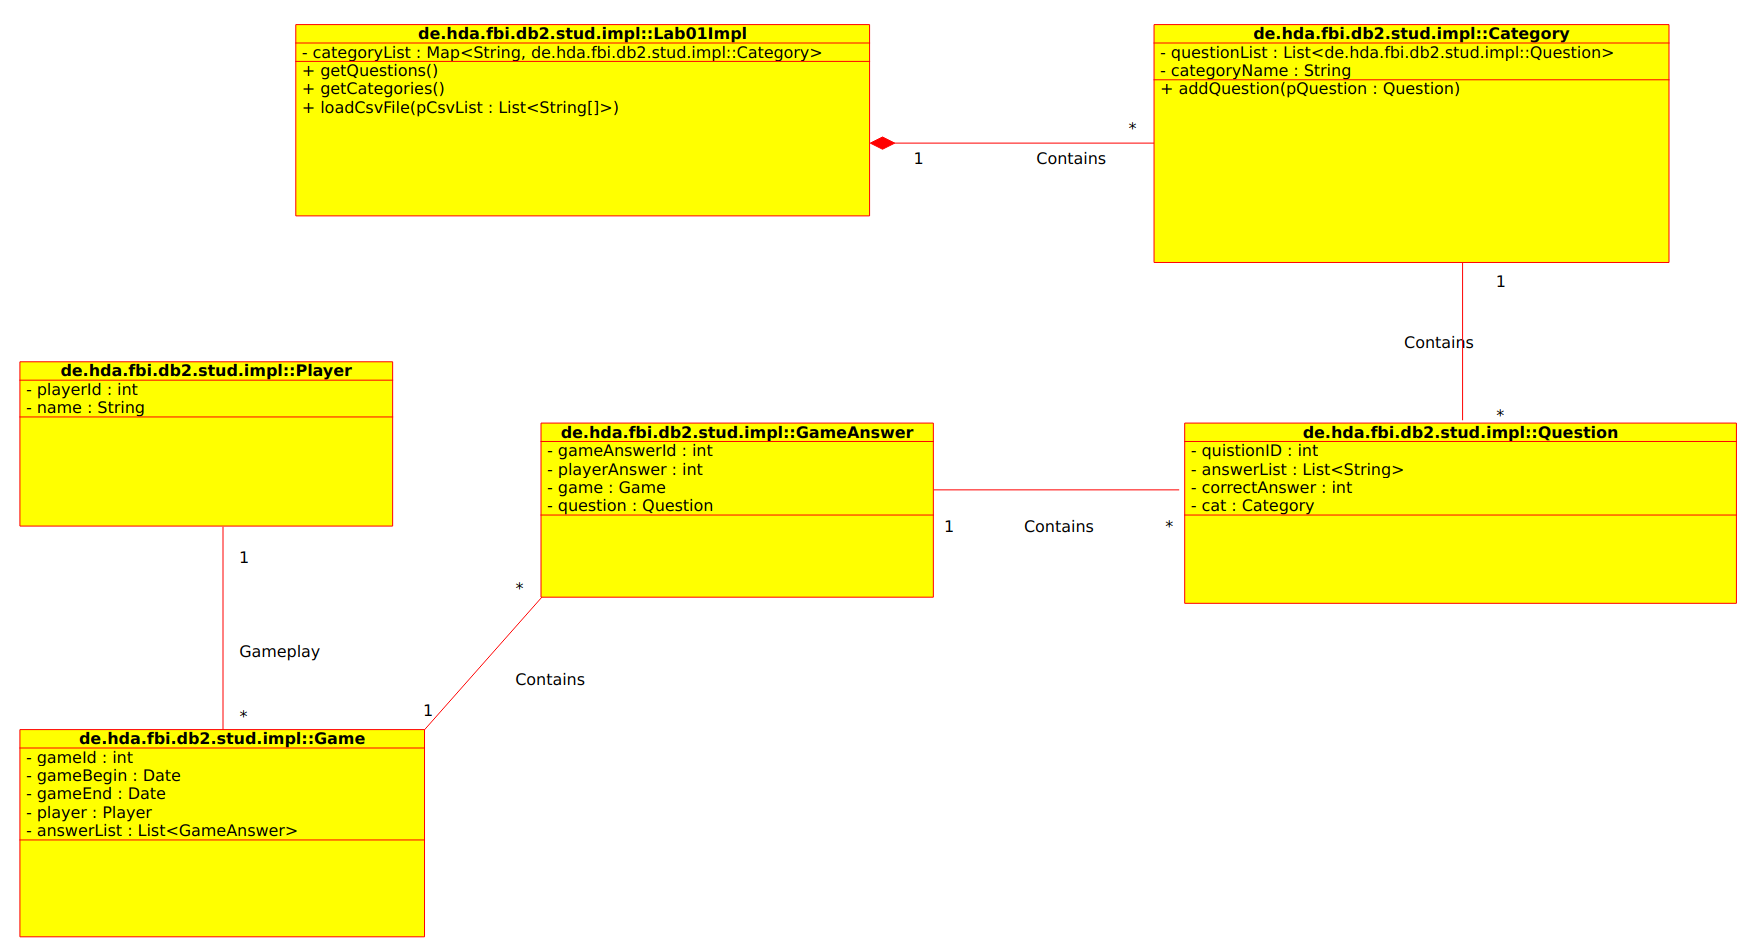 de.hda.fbi.db2.stud.impl::Lab01Impl
- categoryList : Map<String, de.hda.fbi.db2.stud.impl::Category>
+ getQuestions()
+ getCategories()
+ loadCsvFile(pCsvList : List<String[]>)
de.hda.fbi.db2.stud.impl::Category
- questionList : List<de.hda.fbi.db2.stud.impl::Question>
- categoryName : String
+ addQuestion(pQuestion : Question)
*
1
Contains
1
Contains
*
de.hda.fbi.db2.stud.impl::Player
- playerId : int
- name : String
de.hda.fbi.db2.stud.impl::GameAnswer
- gameAnswerId : int
- playerAnswer : int
- game : Game
- question : Question
de.hda.fbi.db2.stud.impl::Question
- quistionID : int
- answerList : List<String>
- correctAnswer : int
- cat : Category
1
Contains
*
1
Gameplay
*
*
Contains
1
de.hda.fbi.db2.stud.impl::Game
- gameId : int
- gameBegin : Date
- gameEnd : Date
- player : Player
- answerList : List<GameAnswer>